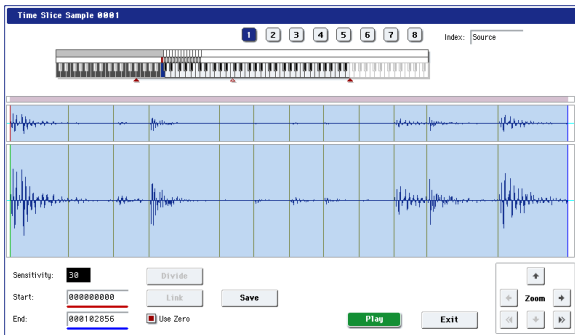 Time Slice Sample 0001
1 2 3 4 5 6 7 8 Index: Source
Sensitivity: 30 Divide
Start: 000000000 Link Save
End: 000102856 Use Zero Play Exit
Zoom